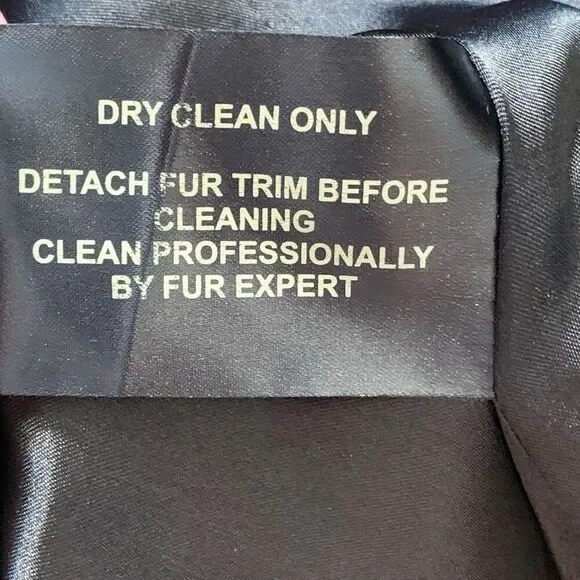 DRY CLEAN ONLY
DETACH FUR TRIM BEFORE
CLEANING
CLEAN PROFESSIONALLY
BY FUR EXPERT